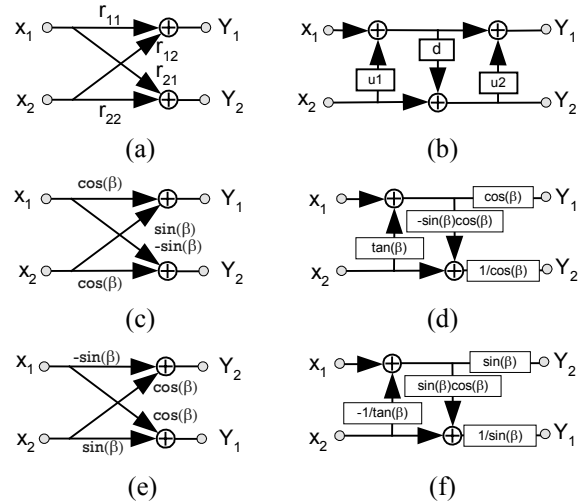 x1 r11 Y1 x1 Y1
r12 d
r21 u1 u2
x2 r22 Y2 x2 Y2
(a) (b)
x1 cos(β) Y1 x1 cos(β) Y1
sin(β) -sin(β)cos(β)
-sin(β) tan(β)
x2 cos(β) Y2 x2 1/cos(β) Y2
(c) (d)
x1 -sin(β) Y2 x1 sin(β) Y2
cos(β) sin(β)cos(β)
cos(β) -1/tan(β)
x2 sin(β) Y1 x2 1/sin(β) Y1
(e) (f)